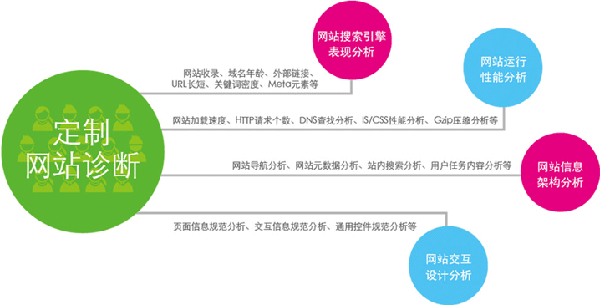 网站搜索引擎
表现分析
网站收录、域名年龄、外部链接、
URL长短、关键词密度、Meta元素等
网站运行
性能分析
定制
网站诊断
网站加载速度、HTTP请求个数、DNS查找分析、JS/CSS性能分析、Gzip压缩分析等
网站导航分析、网站元数据分析、站内搜索分析、用户任务内容分析等
网站信息
架构分析
页面信息规范分析、交互信息规范分析、通用控件规范分析等
网站交互
设计分析